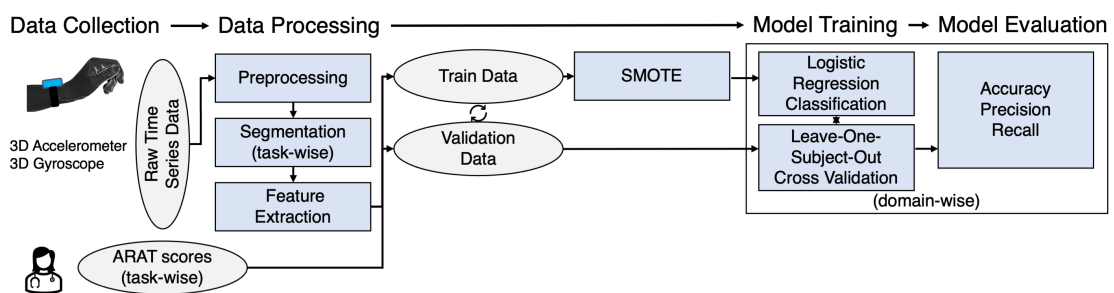 Data Collection
Data Processing
Model Training
Model Evaluation
3D Accelerometer
3D Gyroscope
Raw Time
Series Data
Preprocessing
Segmentation
(task-wise)
Feature
Extraction
ARAT scores
(task-wise)
Train Data
Validation
Data
SMOTE
Logistic
Regression
Classification
Leave-One-
Subject-Out
Cross Validation
(domain-wise)
Accuracy
Precision
Recall